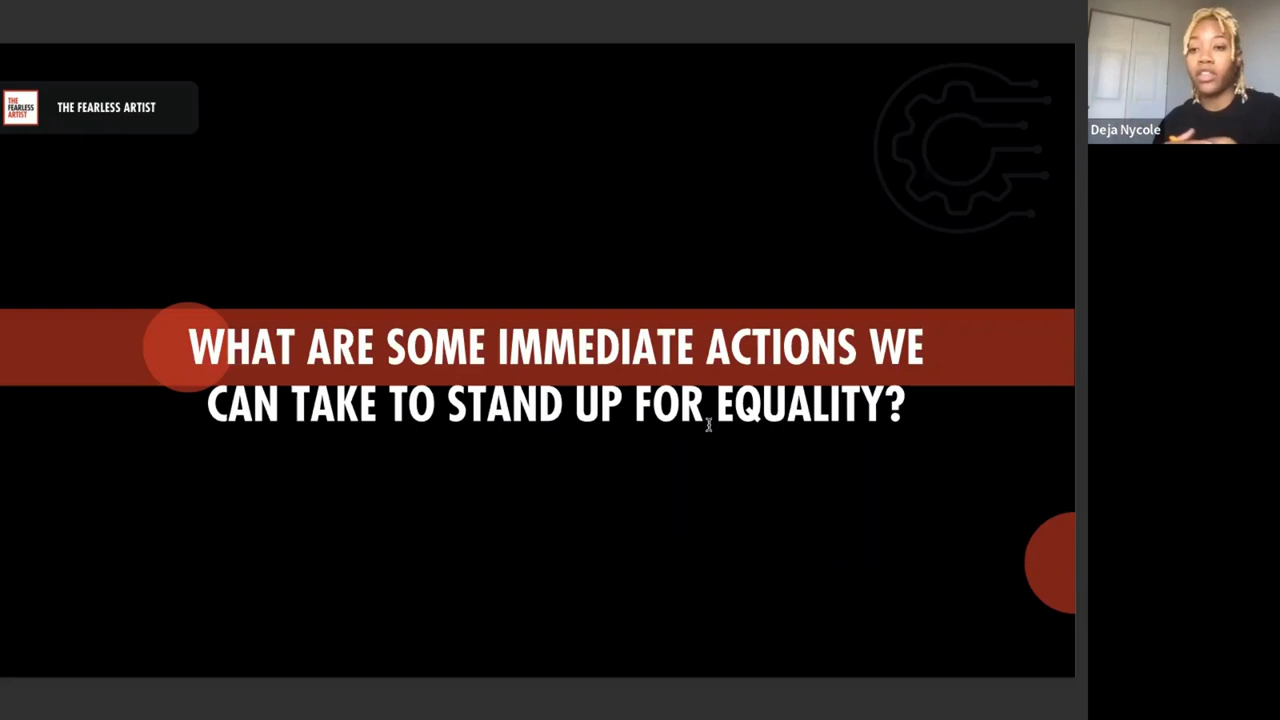 THE
FEARLESS
ARTIST
THE FEARLESS ARTIST
WHAT ARE SOME IMMEDIATE ACTIONS WE
CAN TAKE TO STAND UP FOR EQUALITY?
Deja Nycole